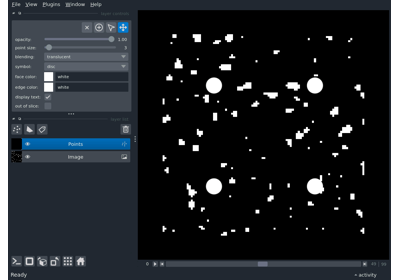 File View Plugins Window Help
opacity: 1.00
point size:
blending: translucent
symbol: disc
face color: white
edge color: white
display text:
out of slice:
Points
Image
Ready
activity